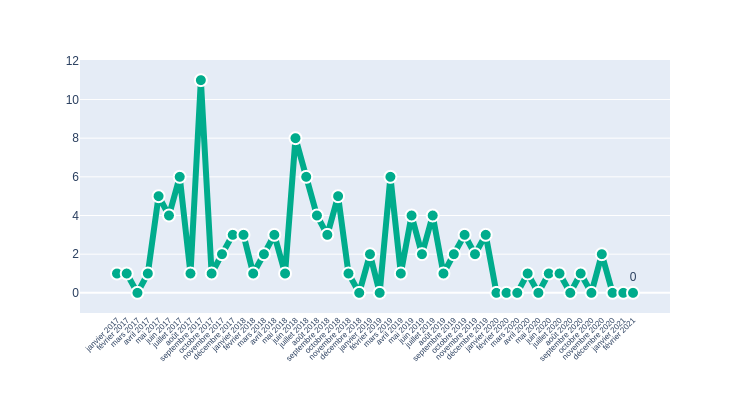 12
10
8
6
4
2
0
0
janvier 2017
février 2017
mars 2017
avril 2017
mai 2017
juin 2017
juillet 2017
août 2017
septembre 2017
octobre 2017
novembre 2017
décembre 2017
janvier 2018
février 2018
mars 2018
avril 2018
mai 2018
juin 2018
juillet 2018
août 2018
septembre 2018
octobre 2018
novembre 2018
décembre 2018
janvier 2019
février 2019
mars 2019
avril 2019
mai 2019
juin 2019
juillet 2019
août 2019
septembre 2019
octobre 2019
novembre 2019
décembre 2019
janvier 2020
février 2020
mars 2020
avril 2020
mai 2020
juin 2020
juillet 2020
août 2020
septembre 2020
octobre 2020
novembre 2020
décembre 2020
janvier 2021
février 2021